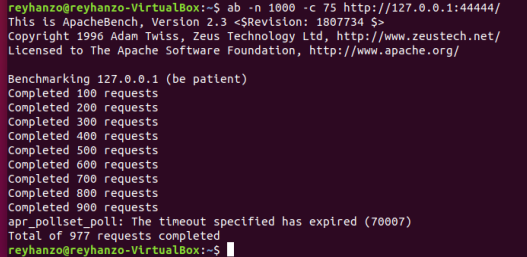 reyhanzo@reyhanzo-VirtualBox:~$ ab -n 1000 -c 75 http://127.0.0.1:44444/
This is ApacheBench, Version 2.3 <$Revision: 1807734 $>
Copyright 1996 Adam Twiss, Zeus Technology Ltd, http://www.zeustech.net/
Licensed to The Apache Software Foundation, http://www.apache.org/

Benchmarking 127.0.0.1 (be patient)
Completed 100 requests
Completed 200 requests
Completed 300 requests
Completed 400 requests
Completed 500 requests
Completed 600 requests
Completed 700 requests
Completed 800 requests
Completed 900 requests
apr_pollset_poll: The timeout specified has expired (70007)
Total of 977 requests completed
reyhanzo@reyhanzo-VirtualBox:~$